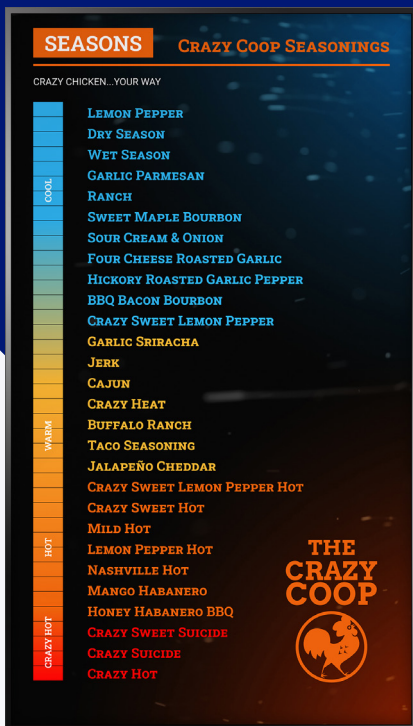 SEASONS
CRAZY COOP SEASONINGS
CRAZY CHICKEN...YOUR WAY
COOL
WARM
HOT
CRAZY HOT
LEMON PEPPER
DRY SEASON
WET SEASON
GARLIC PARMESAN
RANCH
SWEET MAPLE BOURBON
SOUR CREAM & ONION
FOUR CHEESE ROASTED GARLIC
HICKORY ROASTED GARLIC PEPPER
BBQ BACON BOURBON
CRAZY SWEET LEMON PEPPER
GARLIC SRIRACHA
JERK
CAJUN
CRAZY HEAT
BUFFALO RANCH
TACO SEASONING
JALAPEÑO CHEDDAR
CRAZY SWEET LEMON PEPPER HOT
CRAZY SWEET HOT
MILD HOT
LEMON PEPPER HOT
NASHVILLE HOT
MANGO HABANERO
HONEY HABANERO BBQ
CRAZY SWEET SUICIDE
CRAZY SUICIDE
CRAZY HOT
THE
CRAZY
COOP